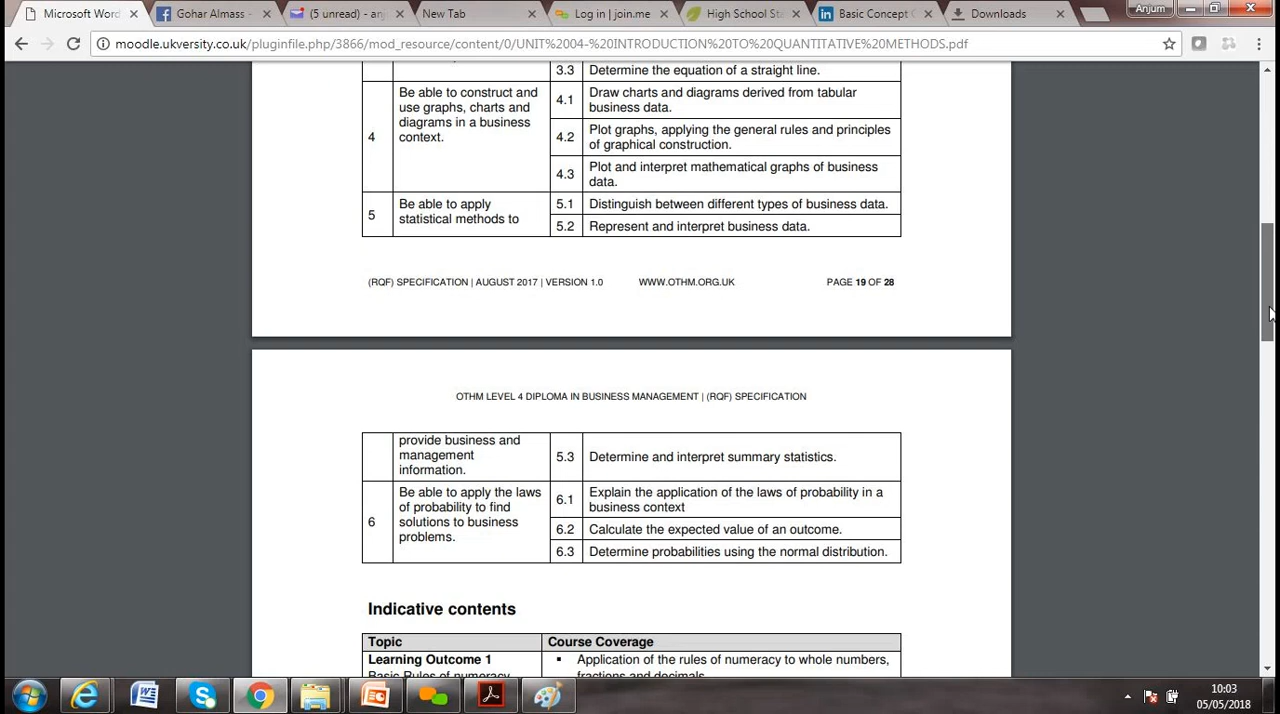 Microsoft Word
Gohar Almass -
(5 unread) - anj
New Tab
Log in | join.me
High School Sta
Basic Concept C
Downloads
Anjum
moodle.ukversity.co.uk/pluginfile.php/3866/mod_resource/content/0/UNIT%2004-%20INTRODUCTION%20TO%20QUANTITATIVE%20METHODS.pdf
3.3 Determine the equation of a straight line.
4
Be able to construct and
use graphs, charts and
diagrams in a business
context.
4.1 Draw charts and diagrams derived from tabular
business data.
4.2 Plot graphs, applying the general rules and principles
of graphical construction.
4.3 Plot and interpret mathematical graphs of business
data.
5
Be able to apply
statistical methods to
5.1 Distinguish between different types of business data.
5.2 Represent and interpret business data.
(RQF) SPECIFICATION | AUGUST 2017 | VERSION 1.0 WWW.OTHM.ORG.UK PAGE 19 OF 28
OTHM LEVEL 4 DIPLOMA IN BUSINESS MANAGEMENT | (RQF) SPECIFICATION
provide business and
management
information.
5.3 Determine and interpret summary statistics.
6
Be able to apply the laws
of probability to find
solutions to business
problems.
6.1 Explain the application of the laws of probability in a
business context
6.2 Calculate the expected value of an outcome.
6.3 Determine probabilities using the normal distribution.
Indicative contents
Topic Course Coverage
Learning Outcome 1
Basic Rules of numeracy
▪ Application of the rules of numeracy to whole numbers,
fractions and decimals
10:03
05/05/2018